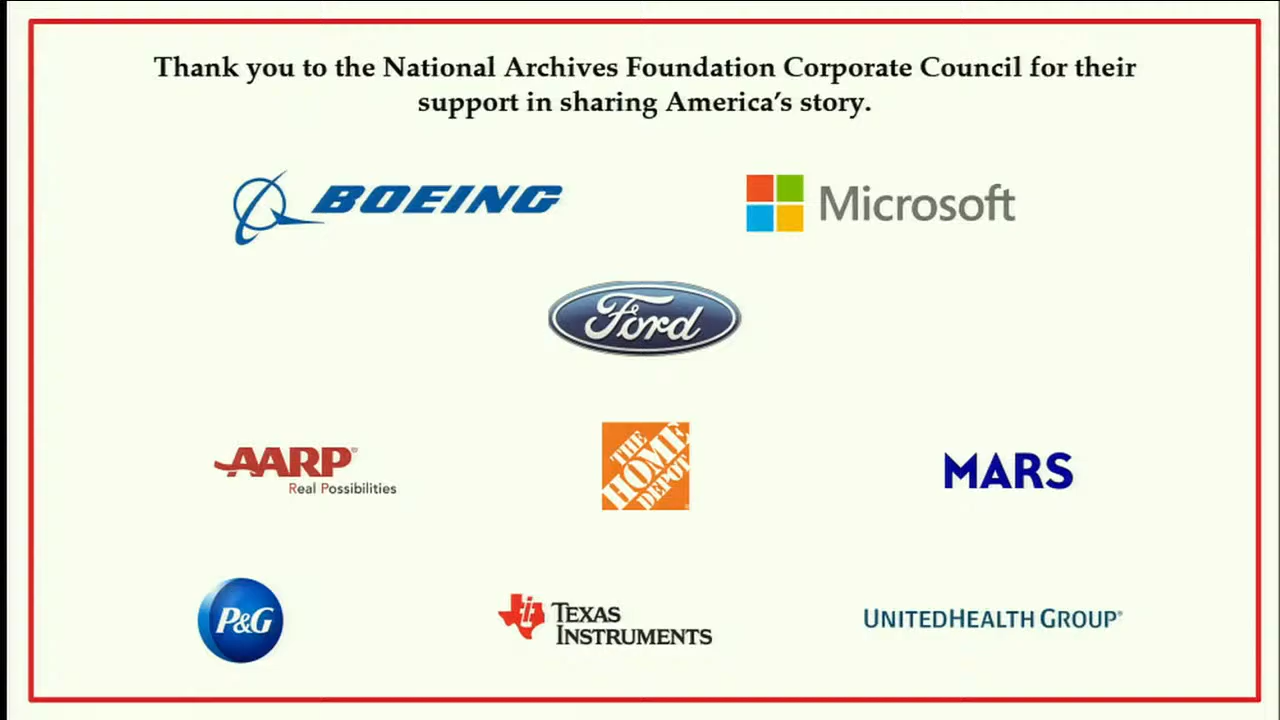 Thank you to the National Archives Foundation Corporate Council for their
support in sharing America's story.
BOEING
Microsoft
Ford
AARP®
Real Possibilities
THE
HOME
DEPOT
MARS
P&G
TEXAS
INSTRUMENTS
UNITEDHEALTH GROUP®